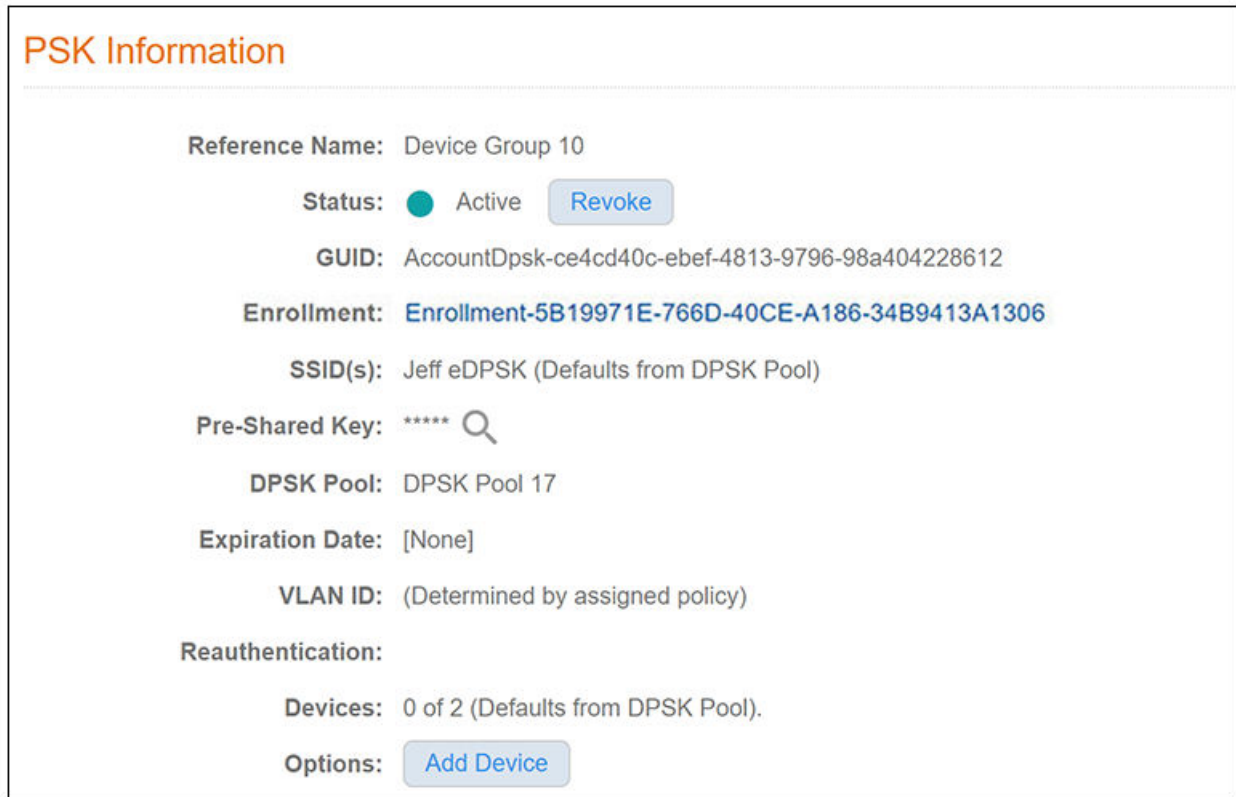 PSK Information
Reference Name: Device Group 10
Status: Active Revoke
GUID: AccountDpsk-ce4cd40c-ebef-4813-9796-98a404228612
Enrollment: Enrollment-5B19971E-766D-40CE-A186-34B9413A1306
SSID(s): Jeff eDPSK (Defaults from DPSK Pool)
Pre-Shared Key: *****
DPSK Pool: DPSK Pool 17
Expiration Date: [None]
VLAN ID: (Determined by assigned policy)
Reauthentication:
Devices: 0 of 2 (Defaults from DPSK Pool).
Options: Add Device